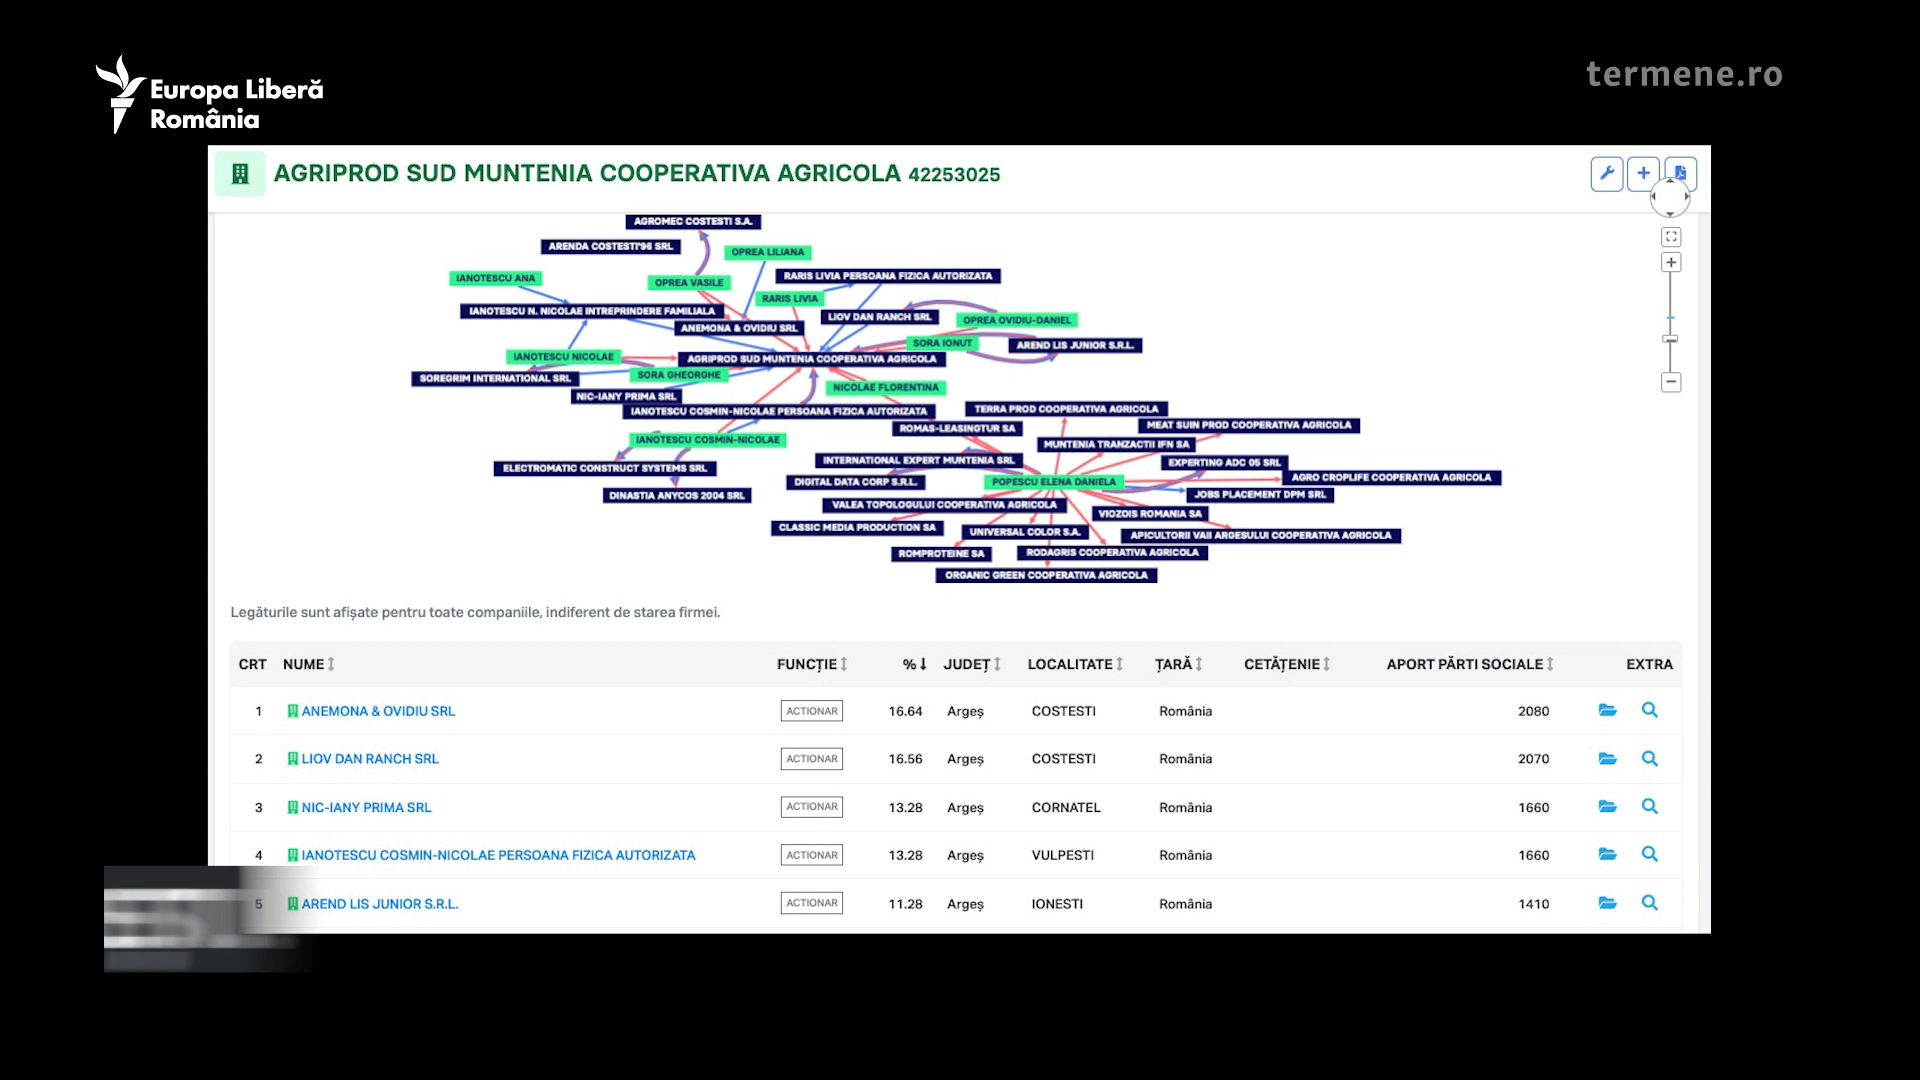 Europa Liberă
România
termene.ro
AGRIPROD SUD MUNTENIA COOPERATIVA AGRICOLA 42253025
AGROMEC COSTESTI S.A.
ARENDA COSTESTI'96 SRL
OPREA LILIANA
IANOTESCU ANA
OPREA VASILE
RARIS LIVIA PERSOANA FIZICA AUTORIZATA
RARIS LIVIA
IANOTESCU N. NICOLAE INTREPRINDERE FAMILIALA
LIOV DAN RANCH SRL
OPREA OVIDIU-DANIEL
ANEMONA & OVIDIU SRL
SORA IONUT
AREND LIS JUNIOR S.R.L.
IANOTESCU NICOLAE
AGRIPROD SUD MUNTENIA COOPERATIVA AGRICOLA
SOREGRIM INTERNATIONAL SRL
SORA GHEORGHE
NICOLAE FLORENTINA
NIC-IANY PRIMA SRL
IANOTESCU COSMIN-NICOLAE PERSOANA FIZICA AUTORIZATA
TERRA PROD COOPERATIVA AGRICOLA
ROMAS-LEASINGTUR SA
MEAT SUIN PROD COOPERATIVA AGRICOLA
IANOTESCU COSMIN-NICOLAE
MUNTENIA TRANZACTII IFN SA
INTERNATIONAL EXPERT MUNTENIA SRL
EXPERTING ADC 05 SRL
ELECTROMATIC CONSTRUCT SYSTEMS SRL
DIGITAL DATA CORP S.R.L.
POPESCU ELENA DANIELA
AGRO CROPLIFE COOPERATIVA AGRICOLA
DINASTIA ANYCOS 2004 SRL
JOBS PLACEMENT DPM SRL
VALEA TOPOLOGULUI COOPERATIVA AGRICOLA
VIOZOIS ROMANIA SA
CLASSIC MEDIA PRODUCTION SA
UNIVERSAL COLOR S.A.
APICULTORII VAII ARGESULUI COOPERATIVA AGRICOLA
ROMPROTEINE SA
RODAGRIS COOPERATIVA AGRICOLA
ORGANIC GREEN COOPERATIVA AGRICOLA
Legăturile sunt afișate pentru toate companiile, indiferent de starea firmei.
CRT NUME FUNCȚIE % JUDEȚ LOCALITATE ȚARĂ CETĂȚENIE APORT PĂRTI SOCIALE EXTRA
1 ANEMONA & OVIDIU SRL ACTIONAR 16.64 Argeș COSTESTI România 2080
2 LIOV DAN RANCH SRL ACTIONAR 16.56 Argeș COSTESTI România 2070
3 NIC-IANY PRIMA SRL ACTIONAR 13.28 Argeș CORNATEL România 1660
4 IANOTESCU COSMIN-NICOLAE PERSOANA FIZICA AUTORIZATA ACTIONAR 13.28 Argeș VULPESTI România 1660
5 AREND LIS JUNIOR S.R.L. ACTIONAR 11.28 Argeș IONESTI România 1410